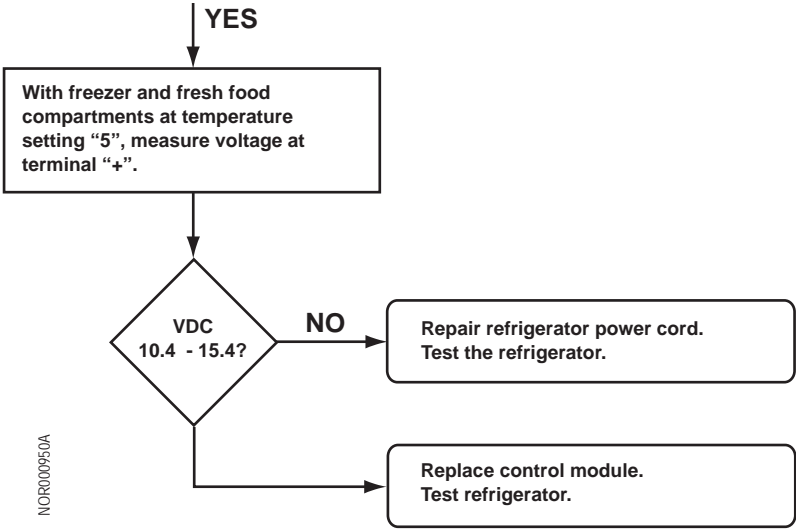 YES
With freezer and fresh food
compartments at temperature
setting “5”, measure voltage at
terminal “+”.
VDC
10.4 - 15.4?
NO
Repair refrigerator power cord.
Test the refrigerator.
Replace control module.
Test refrigerator.
NOR000950A